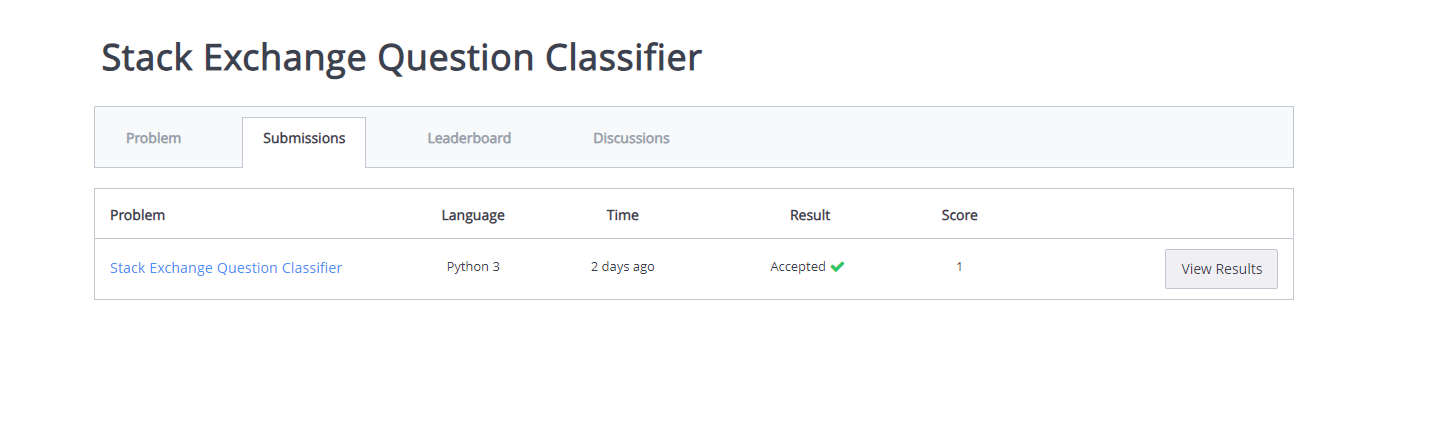 Stack Exchange Question Classifier
Problem Submissions Leaderboard Discussions
Problem Language Time Result Score
Stack Exchange Question Classifier Python 3 2 days ago Accepted 1 View Results